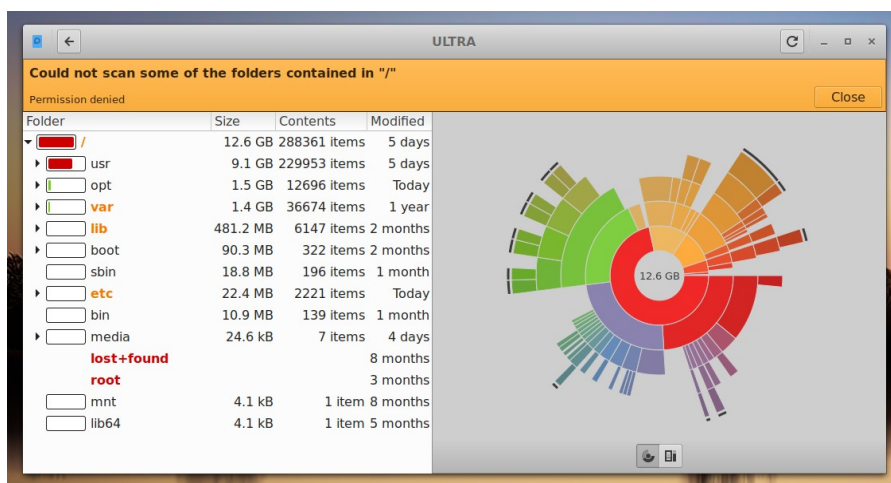 ULTRA
Could not scan some of the folders contained in "/"
Permission denied
Close
Folder Size Contents Modified
/ 12.6 GB 288361 items 5 days
usr 9.1 GB 229953 items 5 days
opt 1.5 GB 12696 items Today
var 1.4 GB 36674 items 1 year
lib 481.2 MB 6147 items 2 months
boot 90.3 MB 322 items 2 months
sbin 18.8 MB 196 items 1 month
etc 22.4 MB 2221 items Today
bin 10.9 MB 139 items 1 month
media 24.6 kB 7 items 4 days
lost+found 8 months
root 3 months
mnt 4.1 kB 1 item 8 months
lib64 4.1 kB 1 item 5 months
12.6 GB